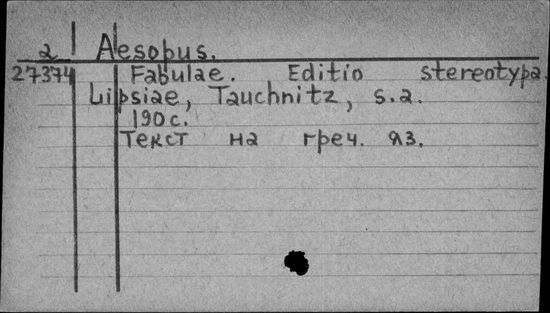 2 Aesopus.
27374 Fabulae. Editio stereotypa
Lipsiae, Tauchnitz, s.a.
190 с.
Текст на греч. яз.